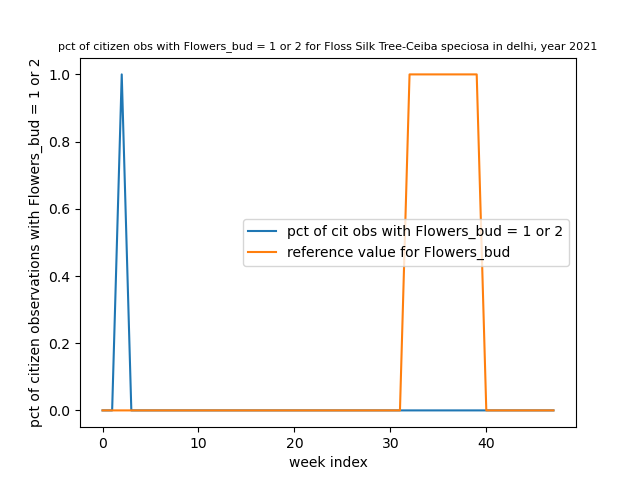 pct of citizen obs with Flowers_bud = 1 or 2 for Floss Silk Tree-Ceiba speciosa in delhi, year 2021
pct of citizen observations with Flowers_bud = 1 or 2
1.0
0.8
0.6
0.4
0.2
0.0
pct of cit obs with Flowers_bud = 1 or 2
reference value for Flowers_bud
0 10 20 30 40
week index